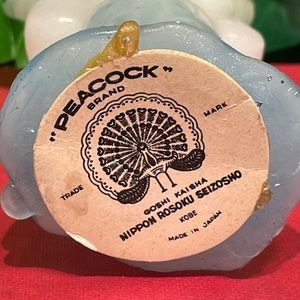 "PEACOCK"
BRAND
TRADE MARK
GOSHI KAISHA
NIPPON ROSOKU SEIZOSHO
KOBE
MADE IN JAPAN